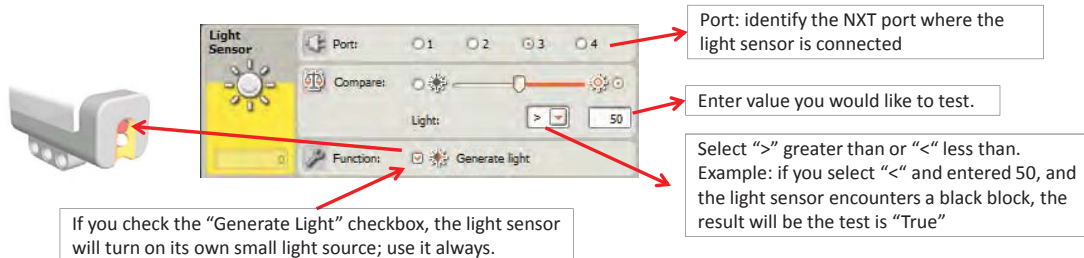 Port: identify the NXT port where the
light sensor is connected
Light
Sensor
Port:
1 2 3 4
Compare:
Light: > 50
Enter value you would like to test.
Select ">" greater than or "<“ less than.
Example: if you select "<“ and entered 50, and
the light sensor encounters a black block, the
result will be the test is “True”
0
Function: Generate light
If you check the “Generate Light” checkbox, the light sensor
will turn on its own small light source; use it always.